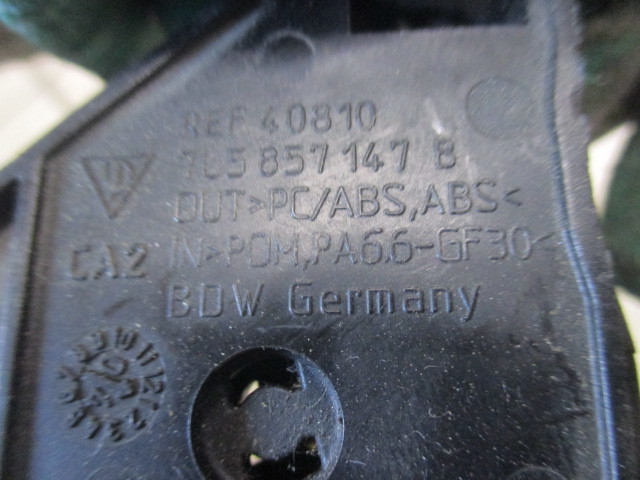 REF 40810
7L5 857 147 B
OUT>PC/ABS,ABS<
CA2 IN>POM,PA6.6-GF30<
BDW Germany